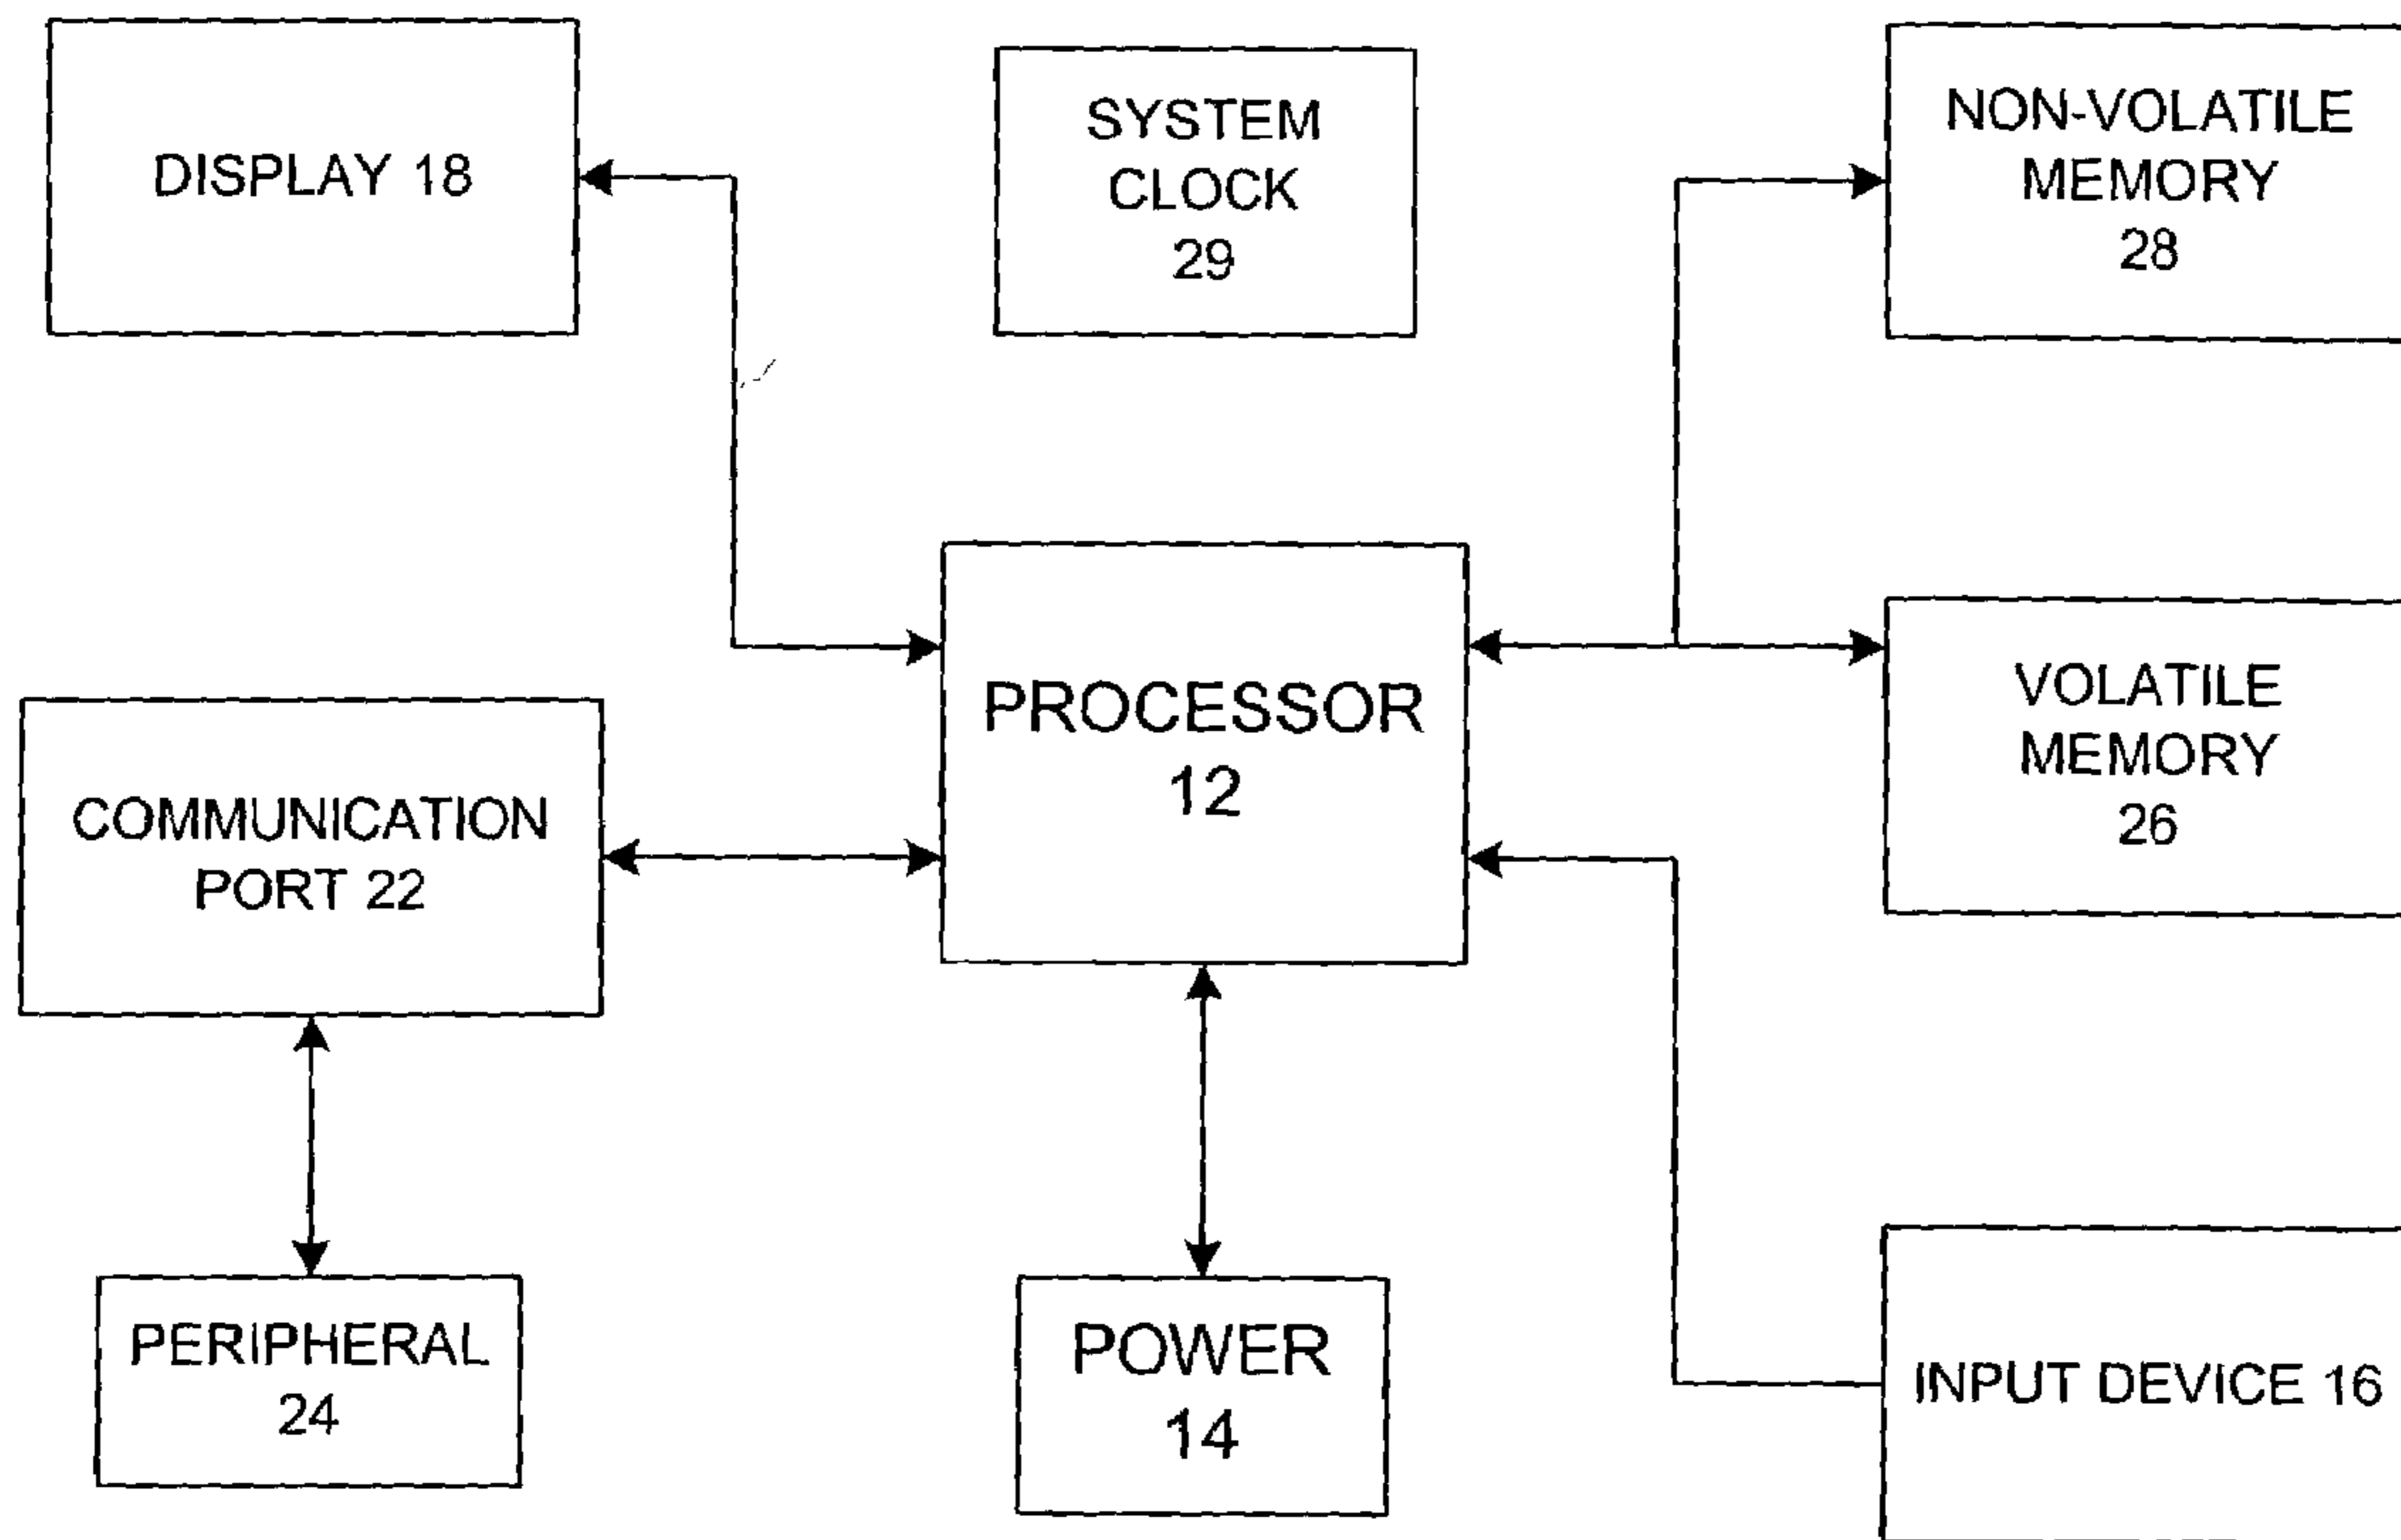 DISPLAY 18
SYSTEM
CLOCK
29
NON-VOLATILE
MEMORY
28
PROCESSOR
12
VOLATILE
MEMORY
26
COMMUNICATION
PORT 22
PERIPHERAL
24
POWER
14
INPUT DEVICE 16